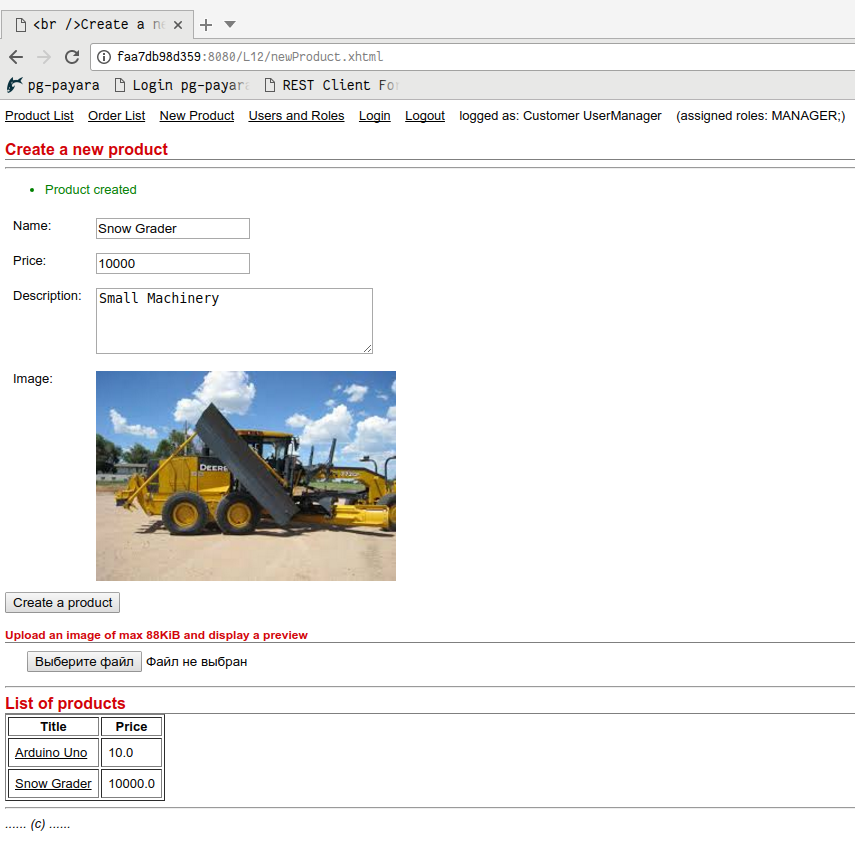 <br />Create a ne
faa7db98d359:8080/L12/newProduct.xhtml
pg-payara Login pg-payara REST Client For
Product List Order List New Product Users and Roles Login Logout logged as: Customer UserManager (assigned roles: MANAGER;)
Create a new product
• Product created
Name: Snow Grader
Price: 10000
Description: Small Machinery
Image:
DEERE
Create a product
Upload an image of max 88KiB and display a preview
Выберите файл Файл не выбран
List of products
Title Price
Arduino Uno 10.0
Snow Grader 10000.0
...... (c) ......